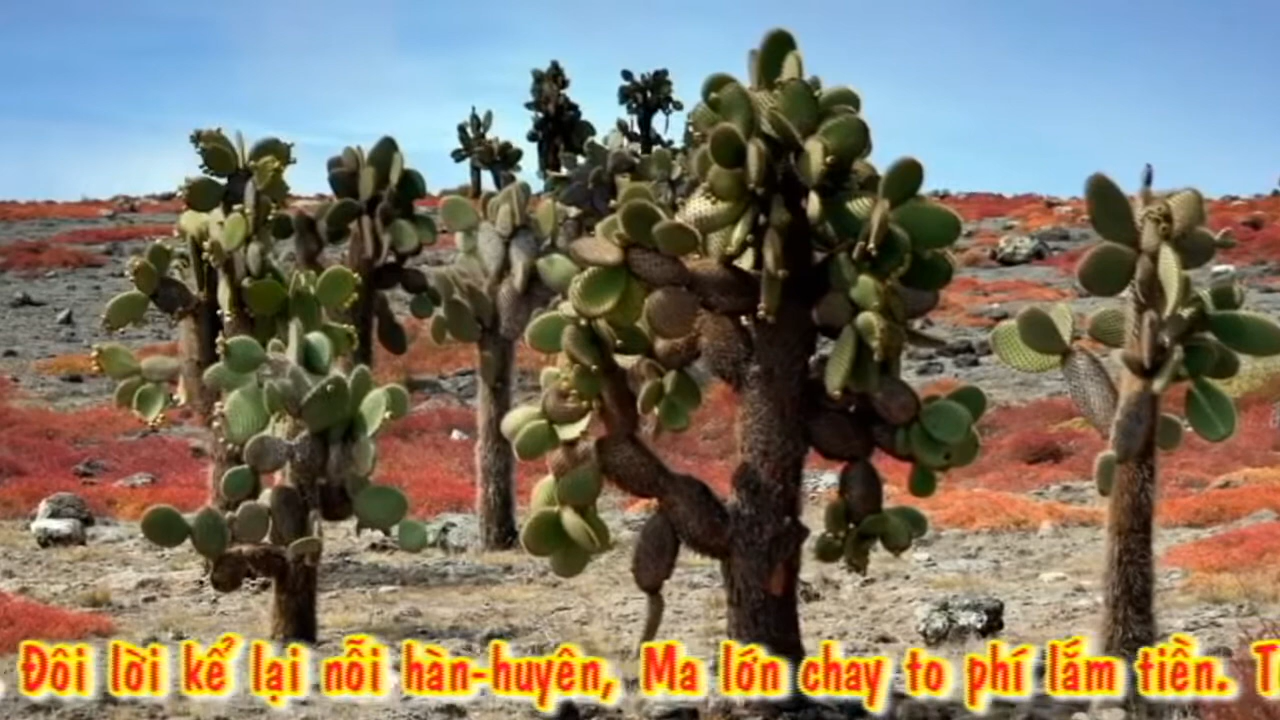 Đôi lời kể lại nỗi hàn-huyên, Ma lớn chay to phí lắm tiền.